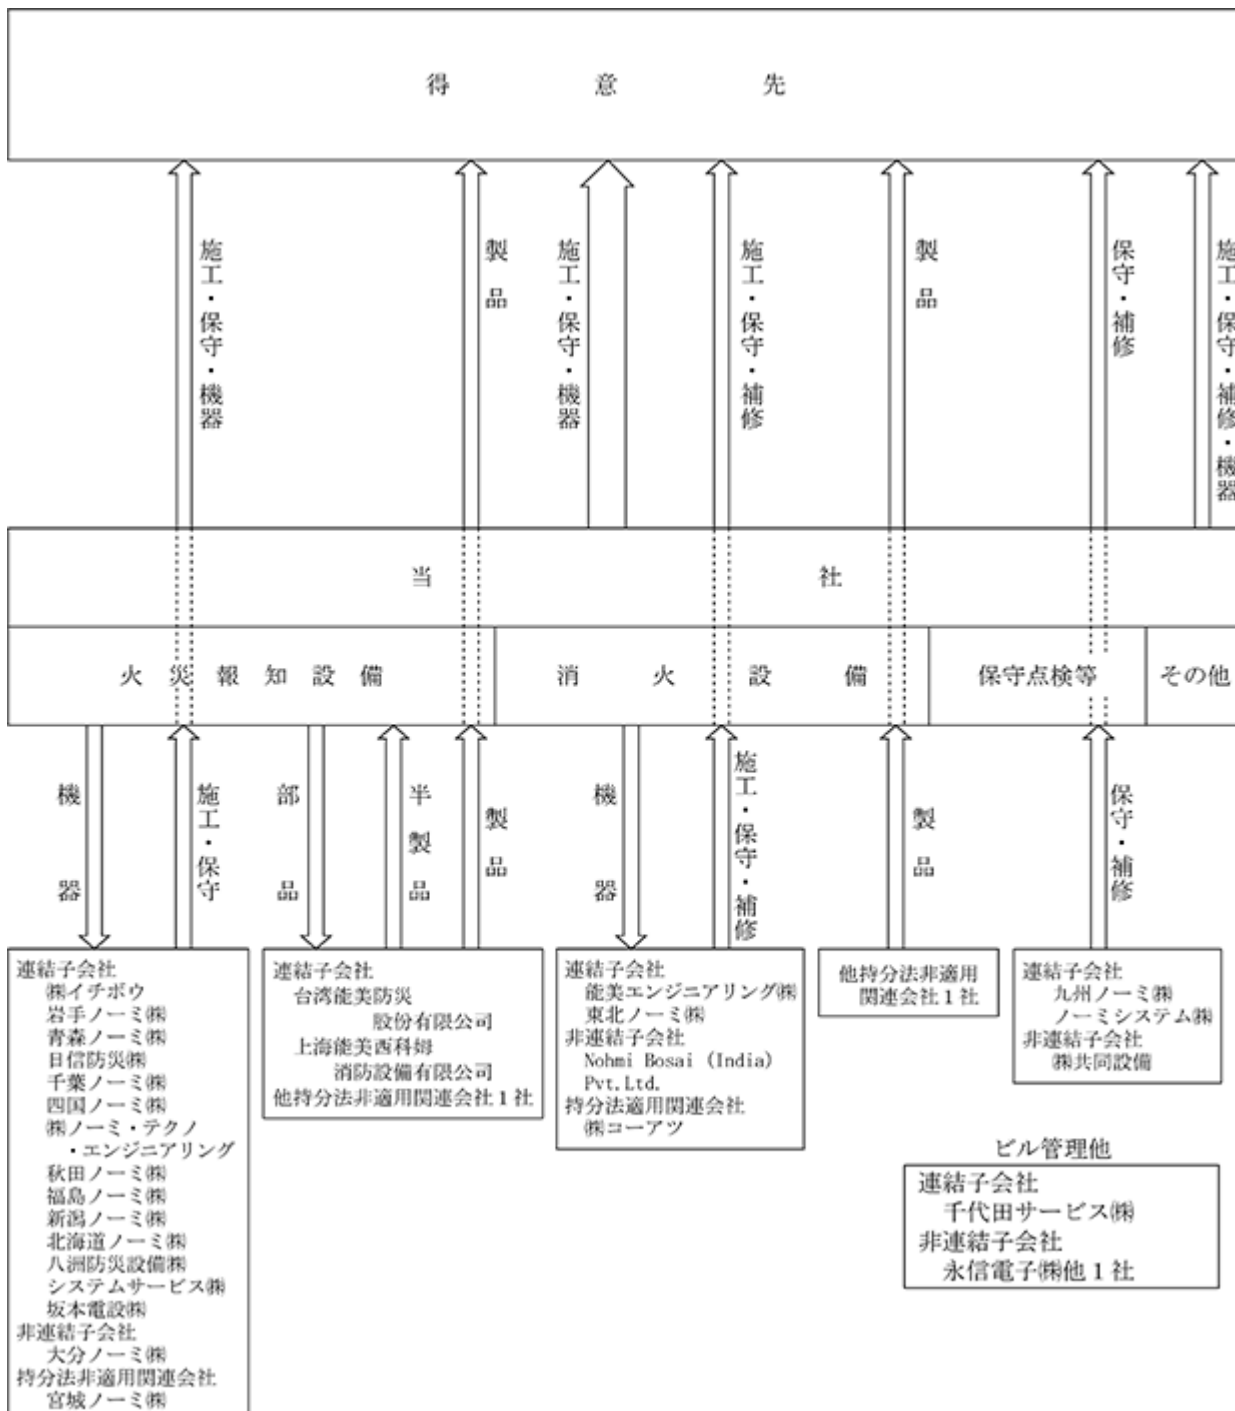 得意先
施工・保守・機器
製品
施工・保守・機器
施工・保守・補修
製品
保守・補修
施工・保守・補修・機器
当社
火災報知設備
消火設備
保守点検等
その他
機器
施工・保守
部品
半製品
製品
機器
施工・保守・補修
製品
保守・補修
連結子会社
㈱イチボウ
岩手ノーミ㈱
青森ノーミ㈱
日信防災㈱
千葉ノーミ㈱
四国ノーミ㈱
㈱ノーミ・テクノ
・エンジニアリング
秋田ノーミ㈱
福島ノーミ㈱
新潟ノーミ㈱
北海道ノーミ㈱
八洲防災設備㈱
システムサービス㈱
坂本電設㈱
非連結子会社
大分ノーミ㈱
持分法非適用関連会社
宮城ノーミ㈱
連結子会社
台湾能美防災
股份有限公司
上海能美西科姆
消防設備有限公司
他持分法非適用関連会社1社
連結子会社
能美エンジニアリング㈱
東北ノーミ㈱
非連結子会社
Nohmi Bosai (India)
Pvt.Ltd.
持分法適用関連会社
㈱コーアツ
他持分法非適用
関連会社1社
連結子会社
九州ノーミ㈱
ノーミシステム㈱
非連結子会社
㈱共同設備
ビル管理他
連結子会社
千代田サービス㈱
非連結子会社
永信電子㈱他1社